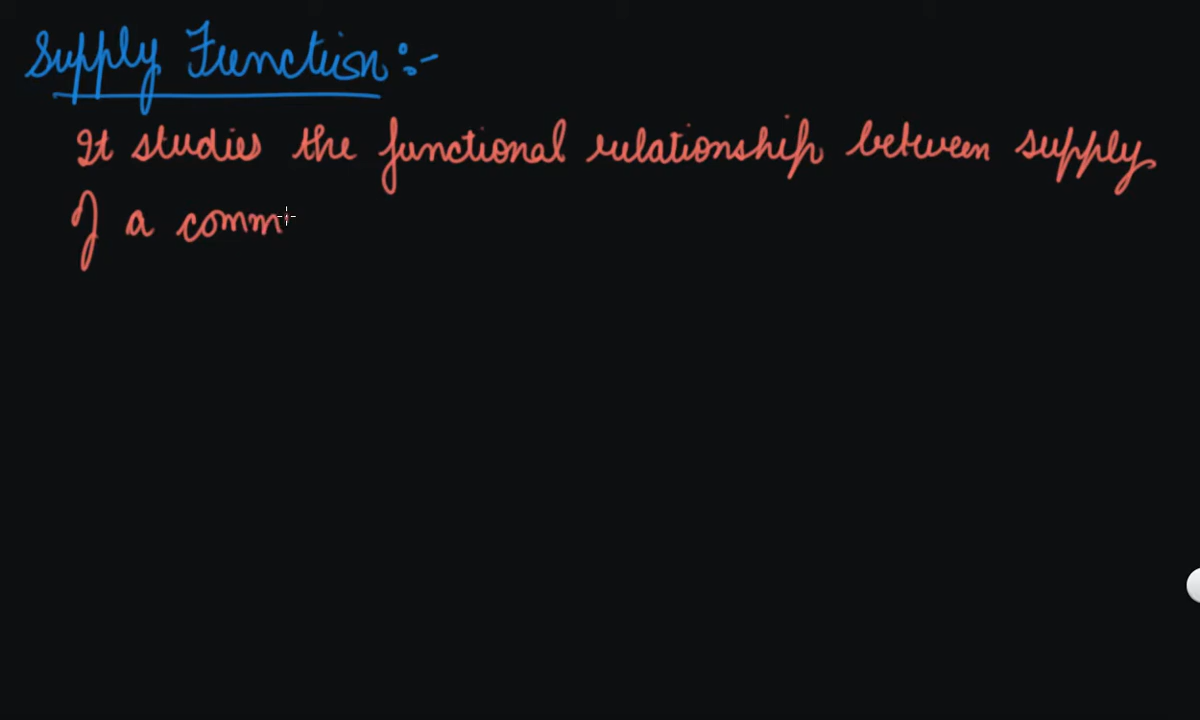 Supply Function :-
It studies the functional relationship between supply
of a comm